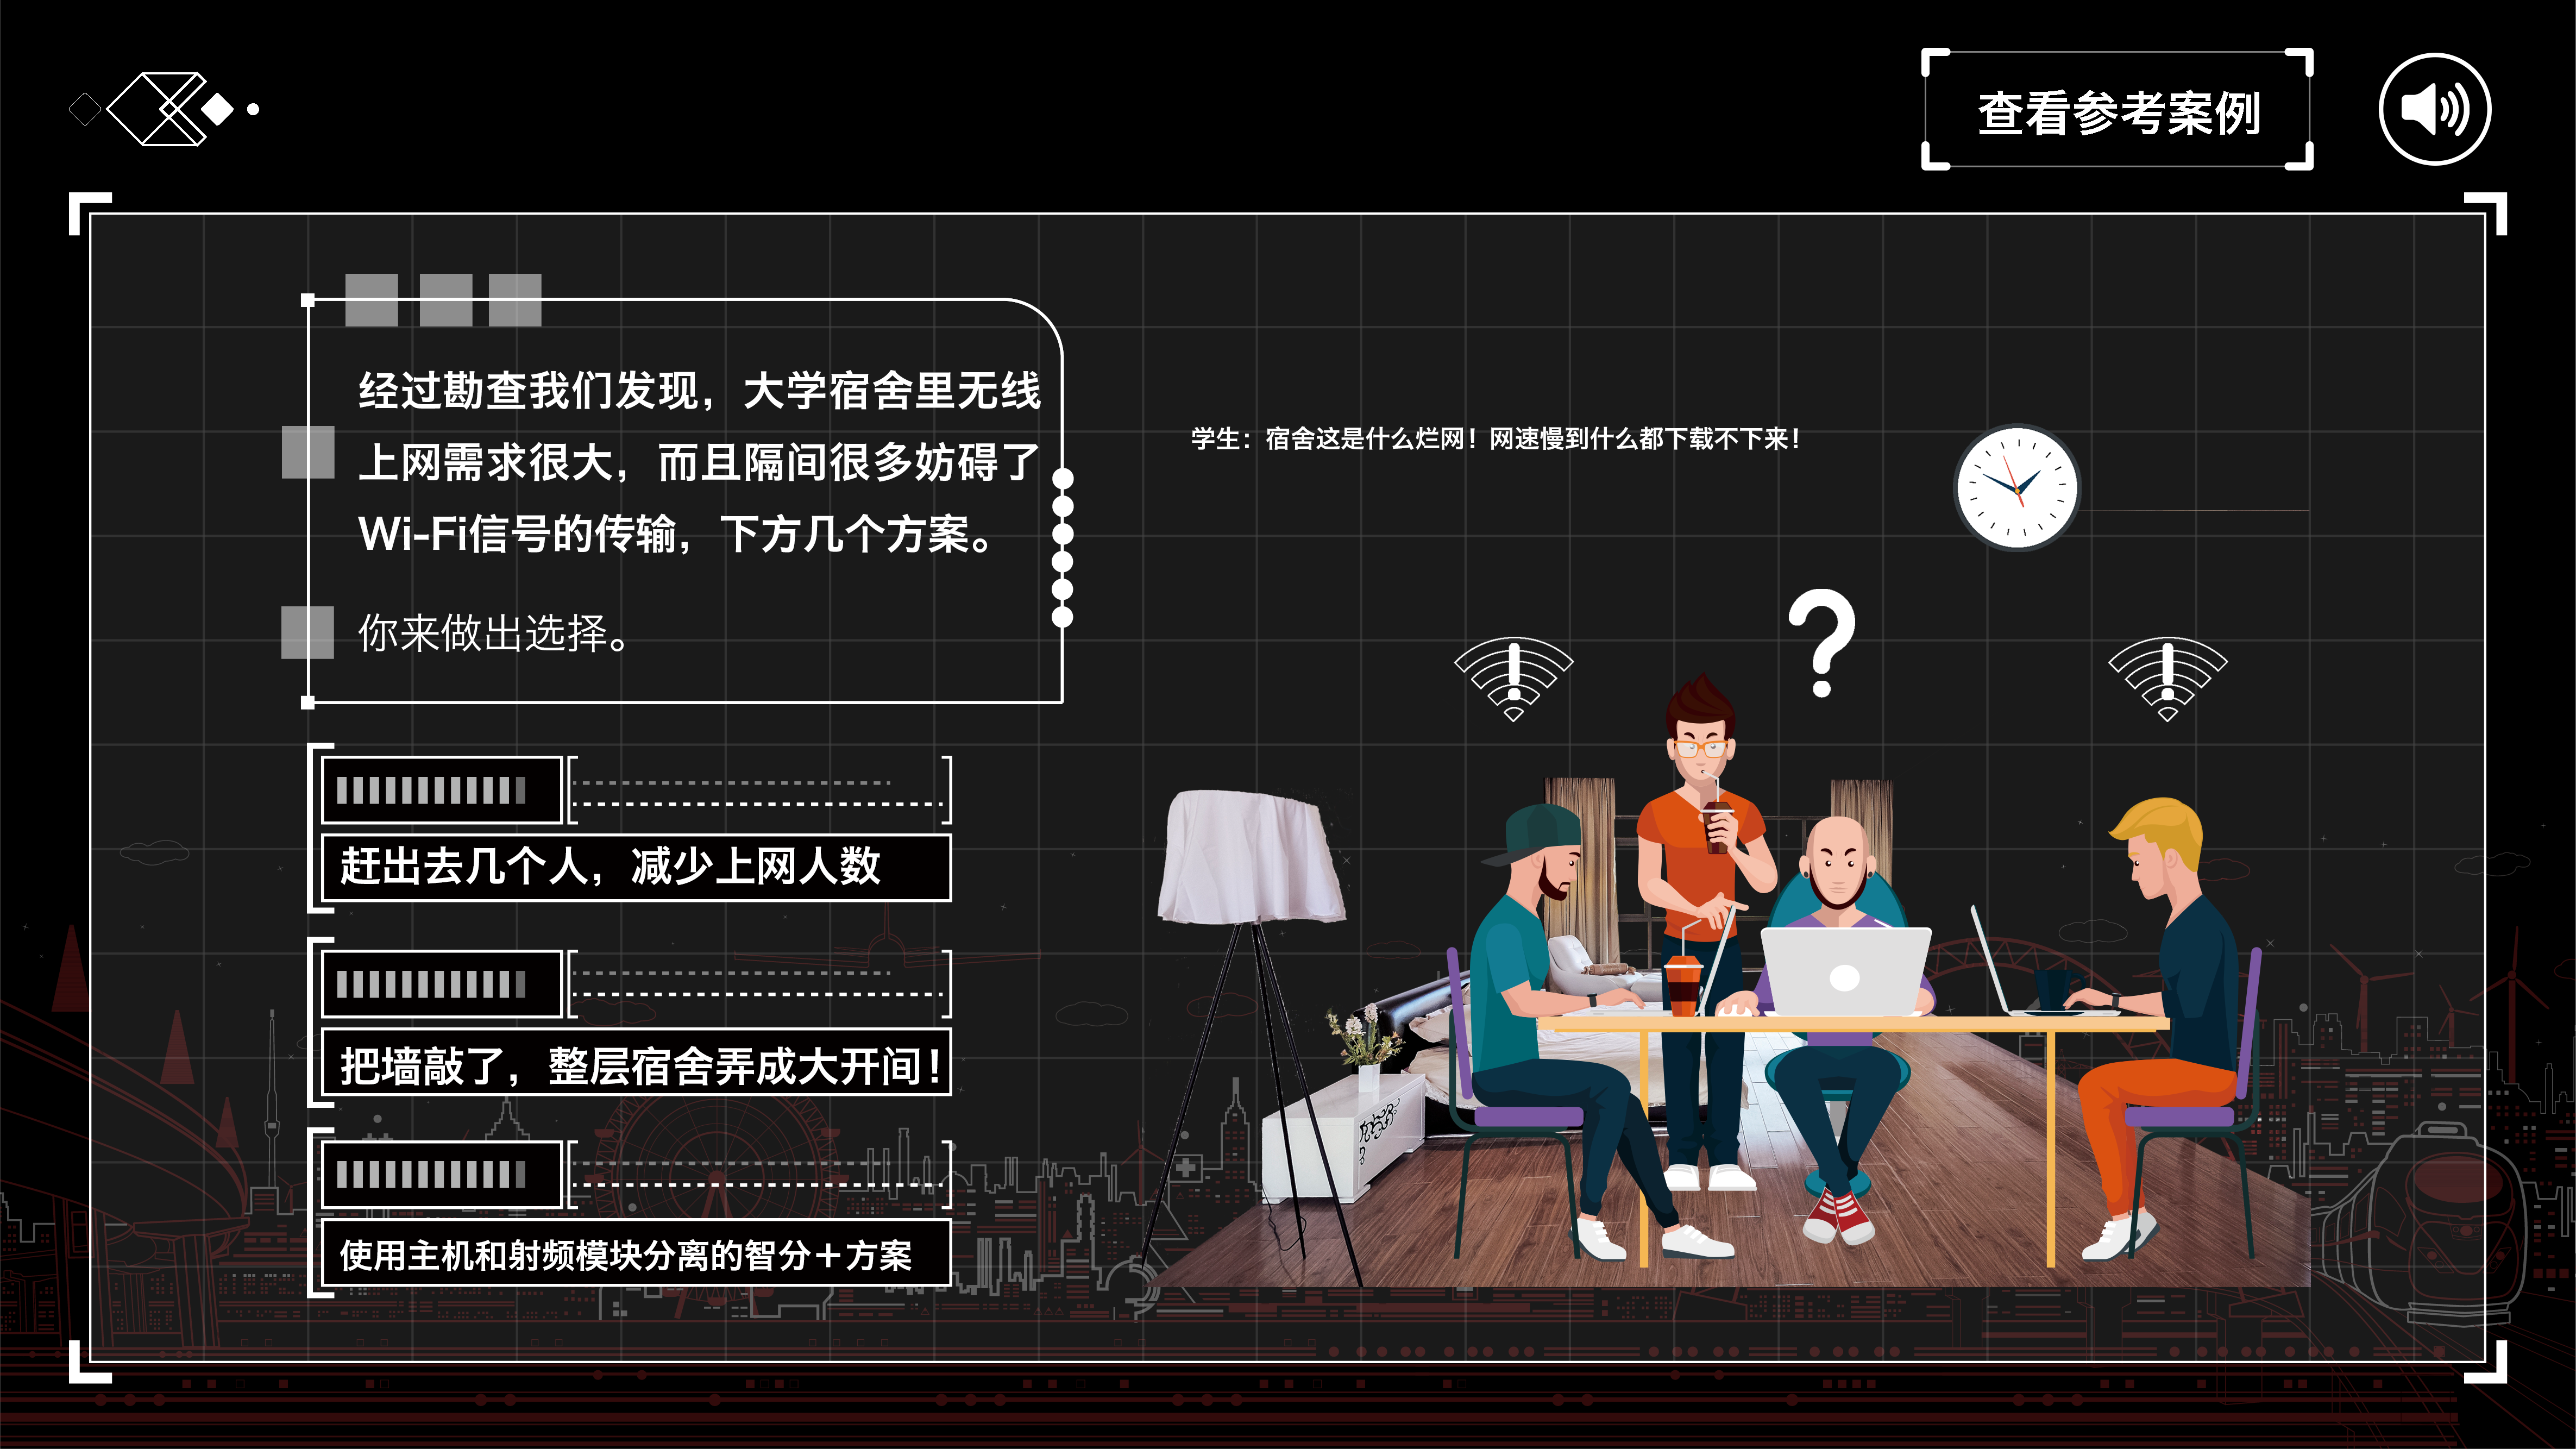 查看参考案例
经过勘查我们发现，大学宿舍里无线
上网需求很大，而且隔间很多妨碍了
Wi-Fi信号的传输，下方几个方案。
你来做出选择。
学生：宿舍这是什么烂网！网速慢到什么都下载不下来！
赶出去几个人，减少上网人数
把墙敲了，整层宿舍弄成大开间！
使用主机和射频模块分离的智分＋方案